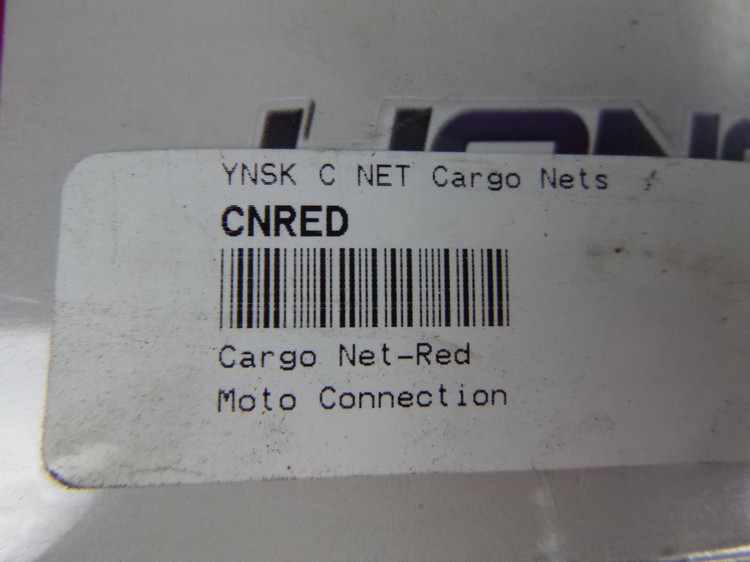 YNSK C NET Cargo Nets
CNRED
Cargo Net-Red
Moto Connection